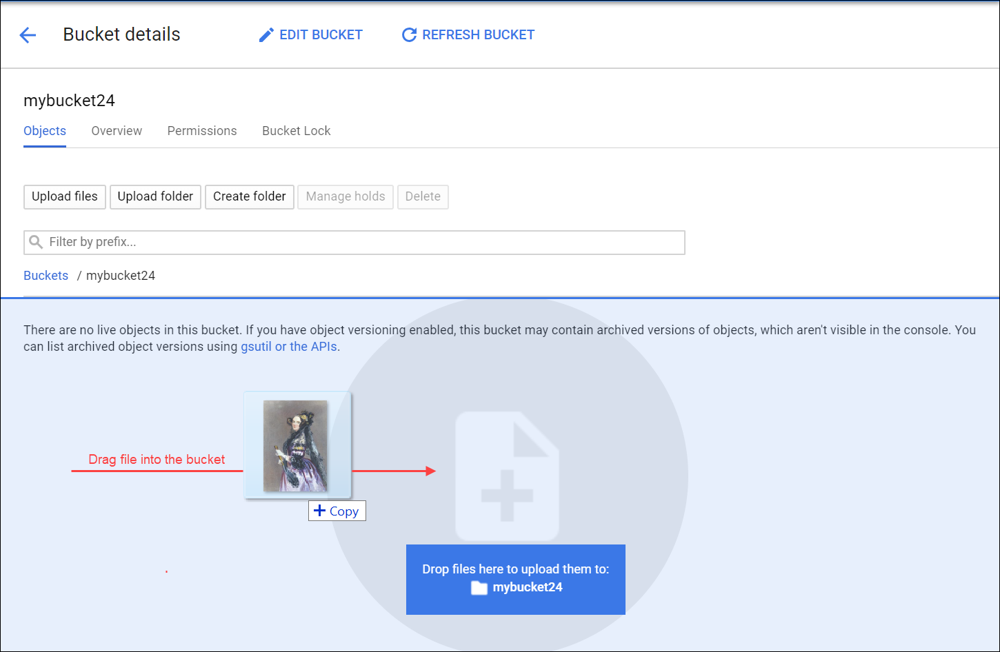 Bucket details EDIT BUCKET REFRESH BUCKET
mybucket24
Objects Overview Permissions Bucket Lock
Upload files Upload folder Create folder Manage holds Delete
Filter by prefix...
Buckets / mybucket24
There are no live objects in this bucket. If you have object versioning enabled, this bucket may contain archived versions of objects, which aren't visible in the console. You
can list archived object versions using gsutil or the APIs.
Drag file into the bucket
Copy
Drop files here to upload them to:
mybucket24